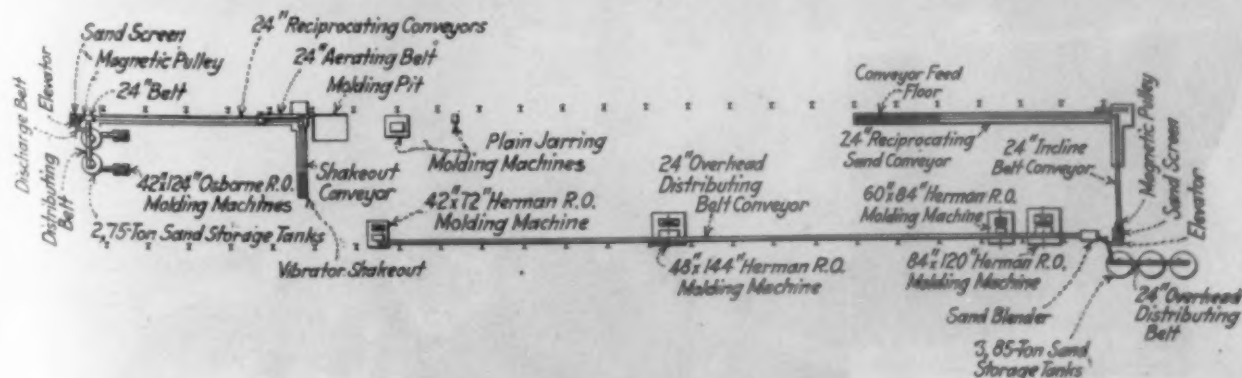 Sand Screen
Magnetic Pulley
24" Belt
24" Reciprocating Conveyors
24" Aerating Belt
Molding Pit
Discharge Belt
Elevator
Distributing
Belt
42"x124" Osborne R.O.
Molding Machines
2,75-Ton Sand Storage Tanks
Shakeout
Conveyor
Vibrator Shakeout
Plain Jarring
Molding Machines
42"x72" Herman R.O.
Molding Machine
24" Overhead
Distributing
Belt Conveyor
48"x144" Herman R.O.
Molding Machine
Conveyor Feed
Floor
24" Reciprocating
Sand Conveyor
24" Incline
Belt Conveyor
60"x84" Herman R.O.
Molding Machine
84"x120" Herman R.O.
Molding Machine
Magnetic Pulley
Sand Screen
Elevator
Sand Blender
3, 85-Ton Sand
Storage Tanks
24" Overhead
Distributing
Belt